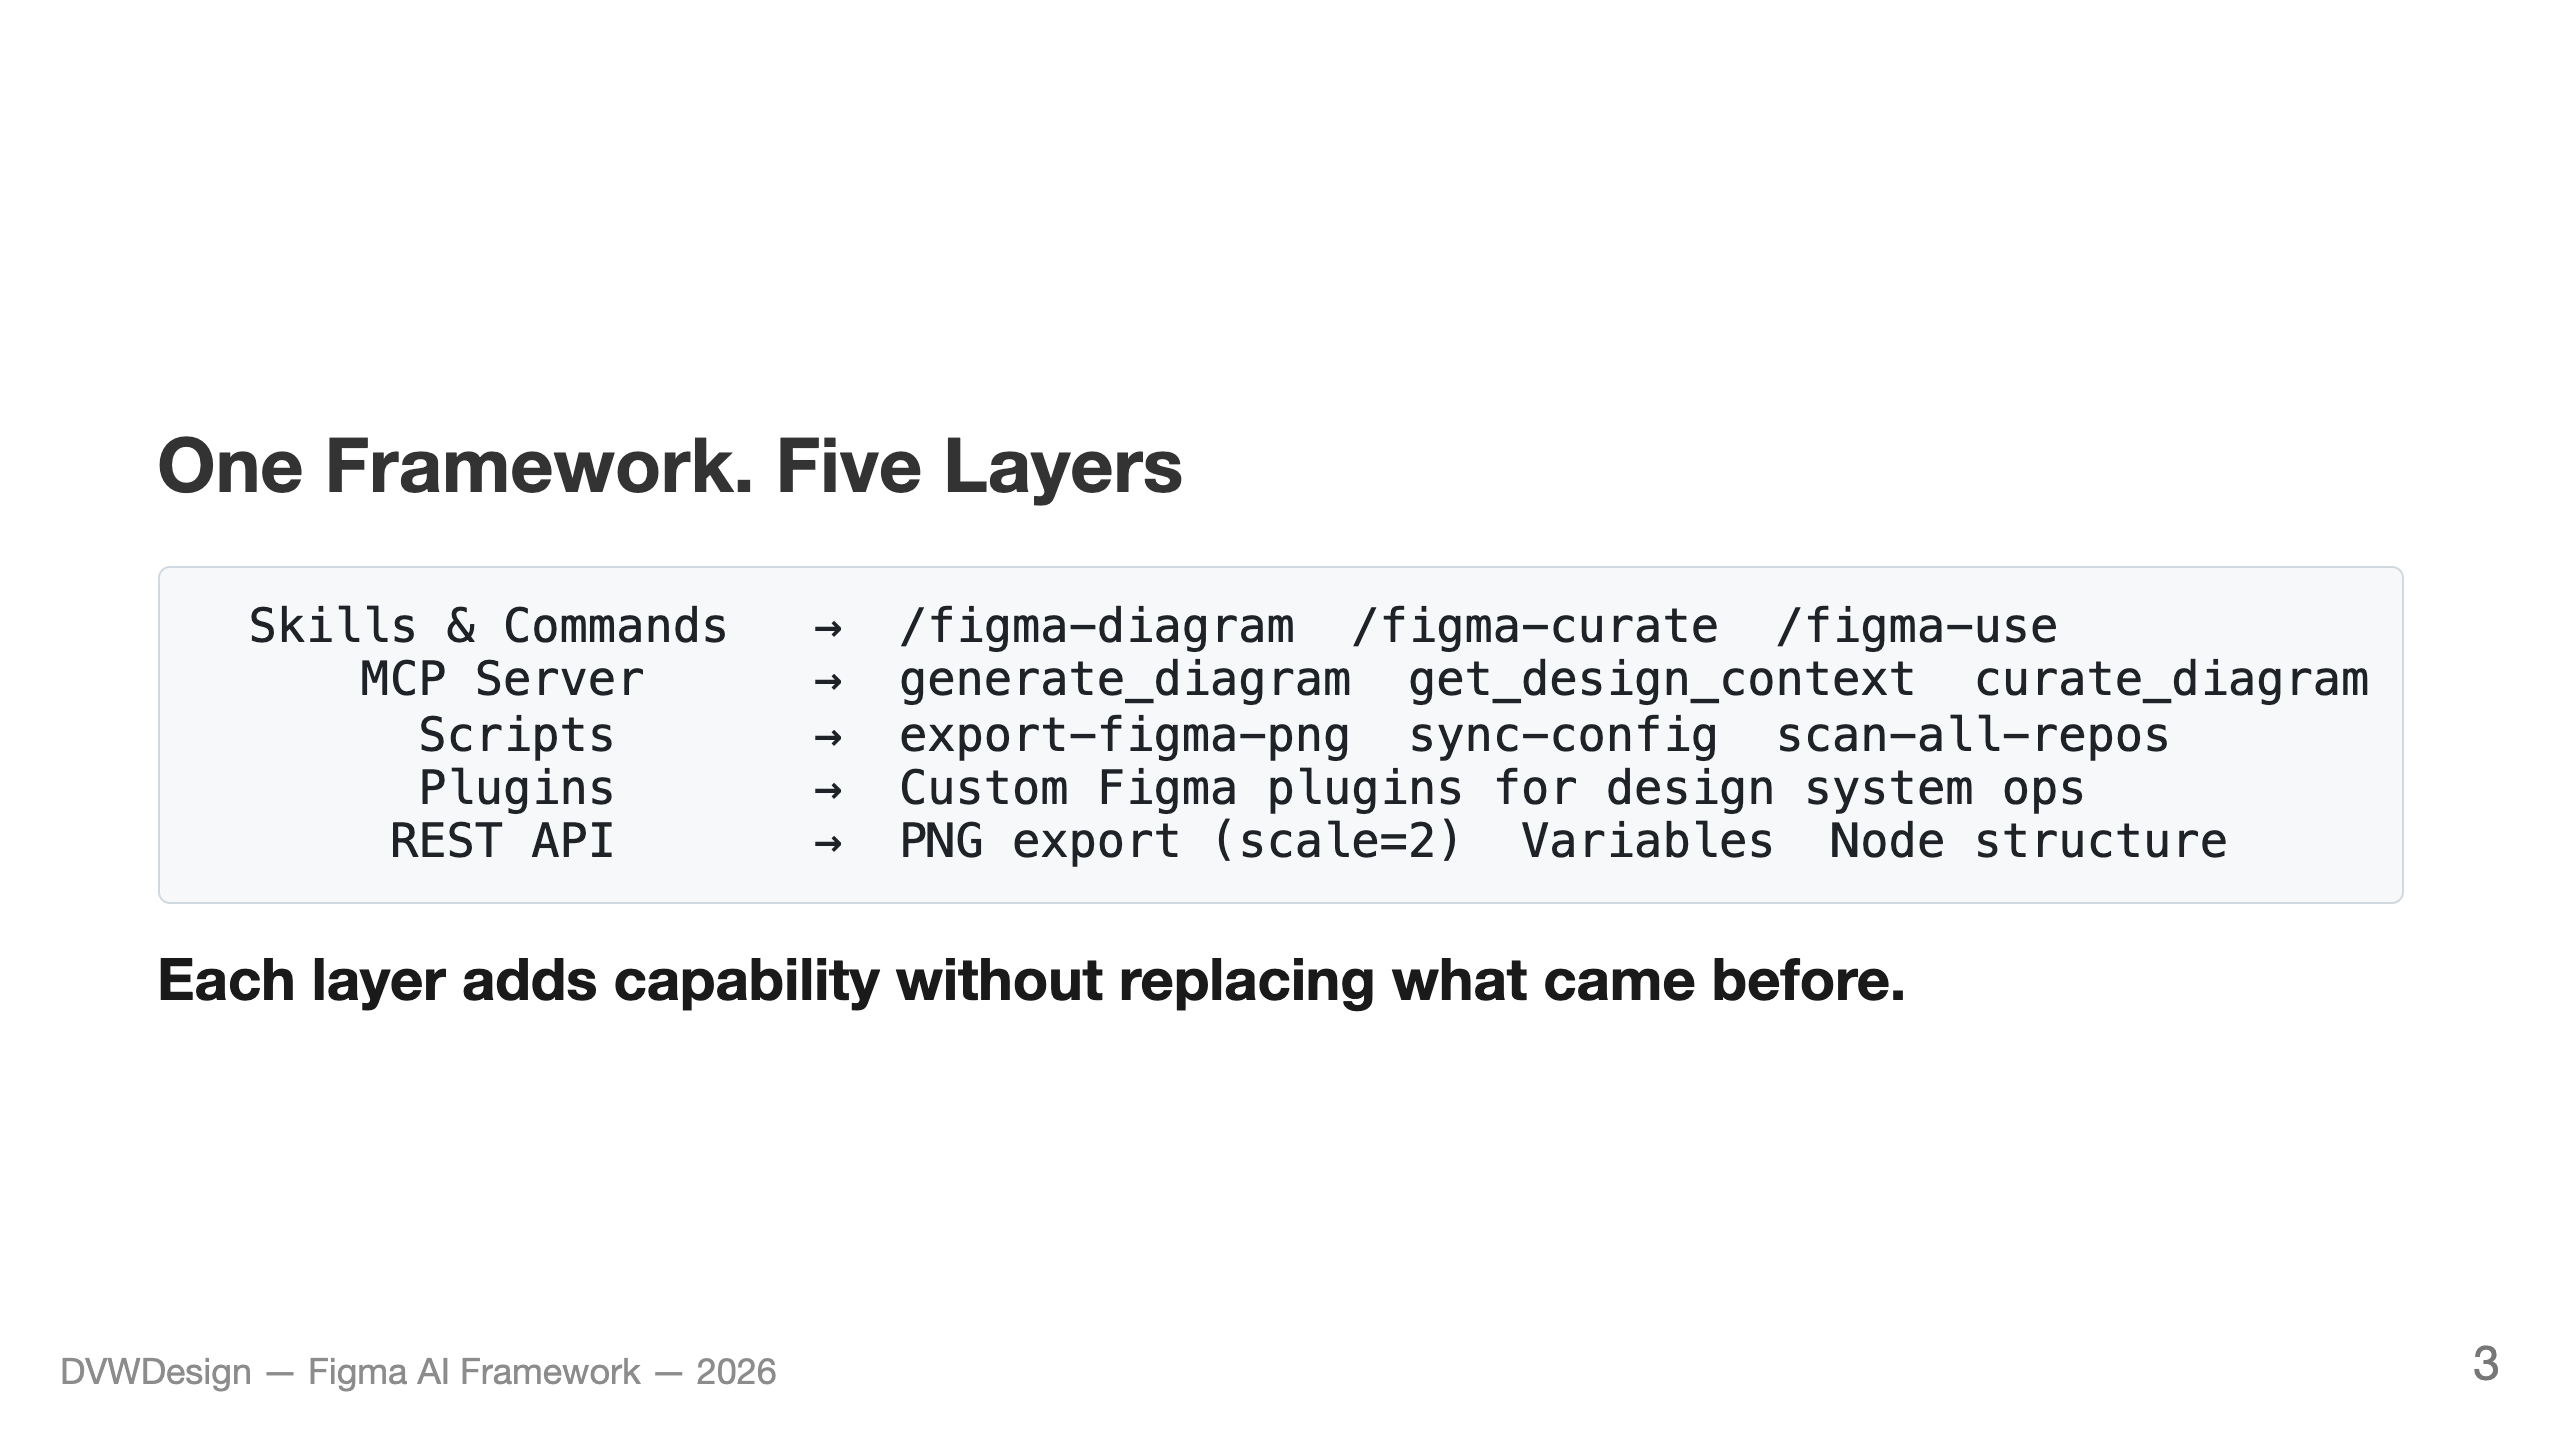 One Framework. Five Layers
Skills & Commands → /figma-diagram /figma-curate /figma-use
MCP Server → generate_diagram get_design_context curate_diagram
Scripts → export-figma-png sync-config scan-all-repos
Plugins → Custom Figma plugins for design system ops
REST API → PNG export (scale=2) Variables Node structure
Each layer adds capability without replacing what came before.
DVWDesign — Figma AI Framework — 2026
3